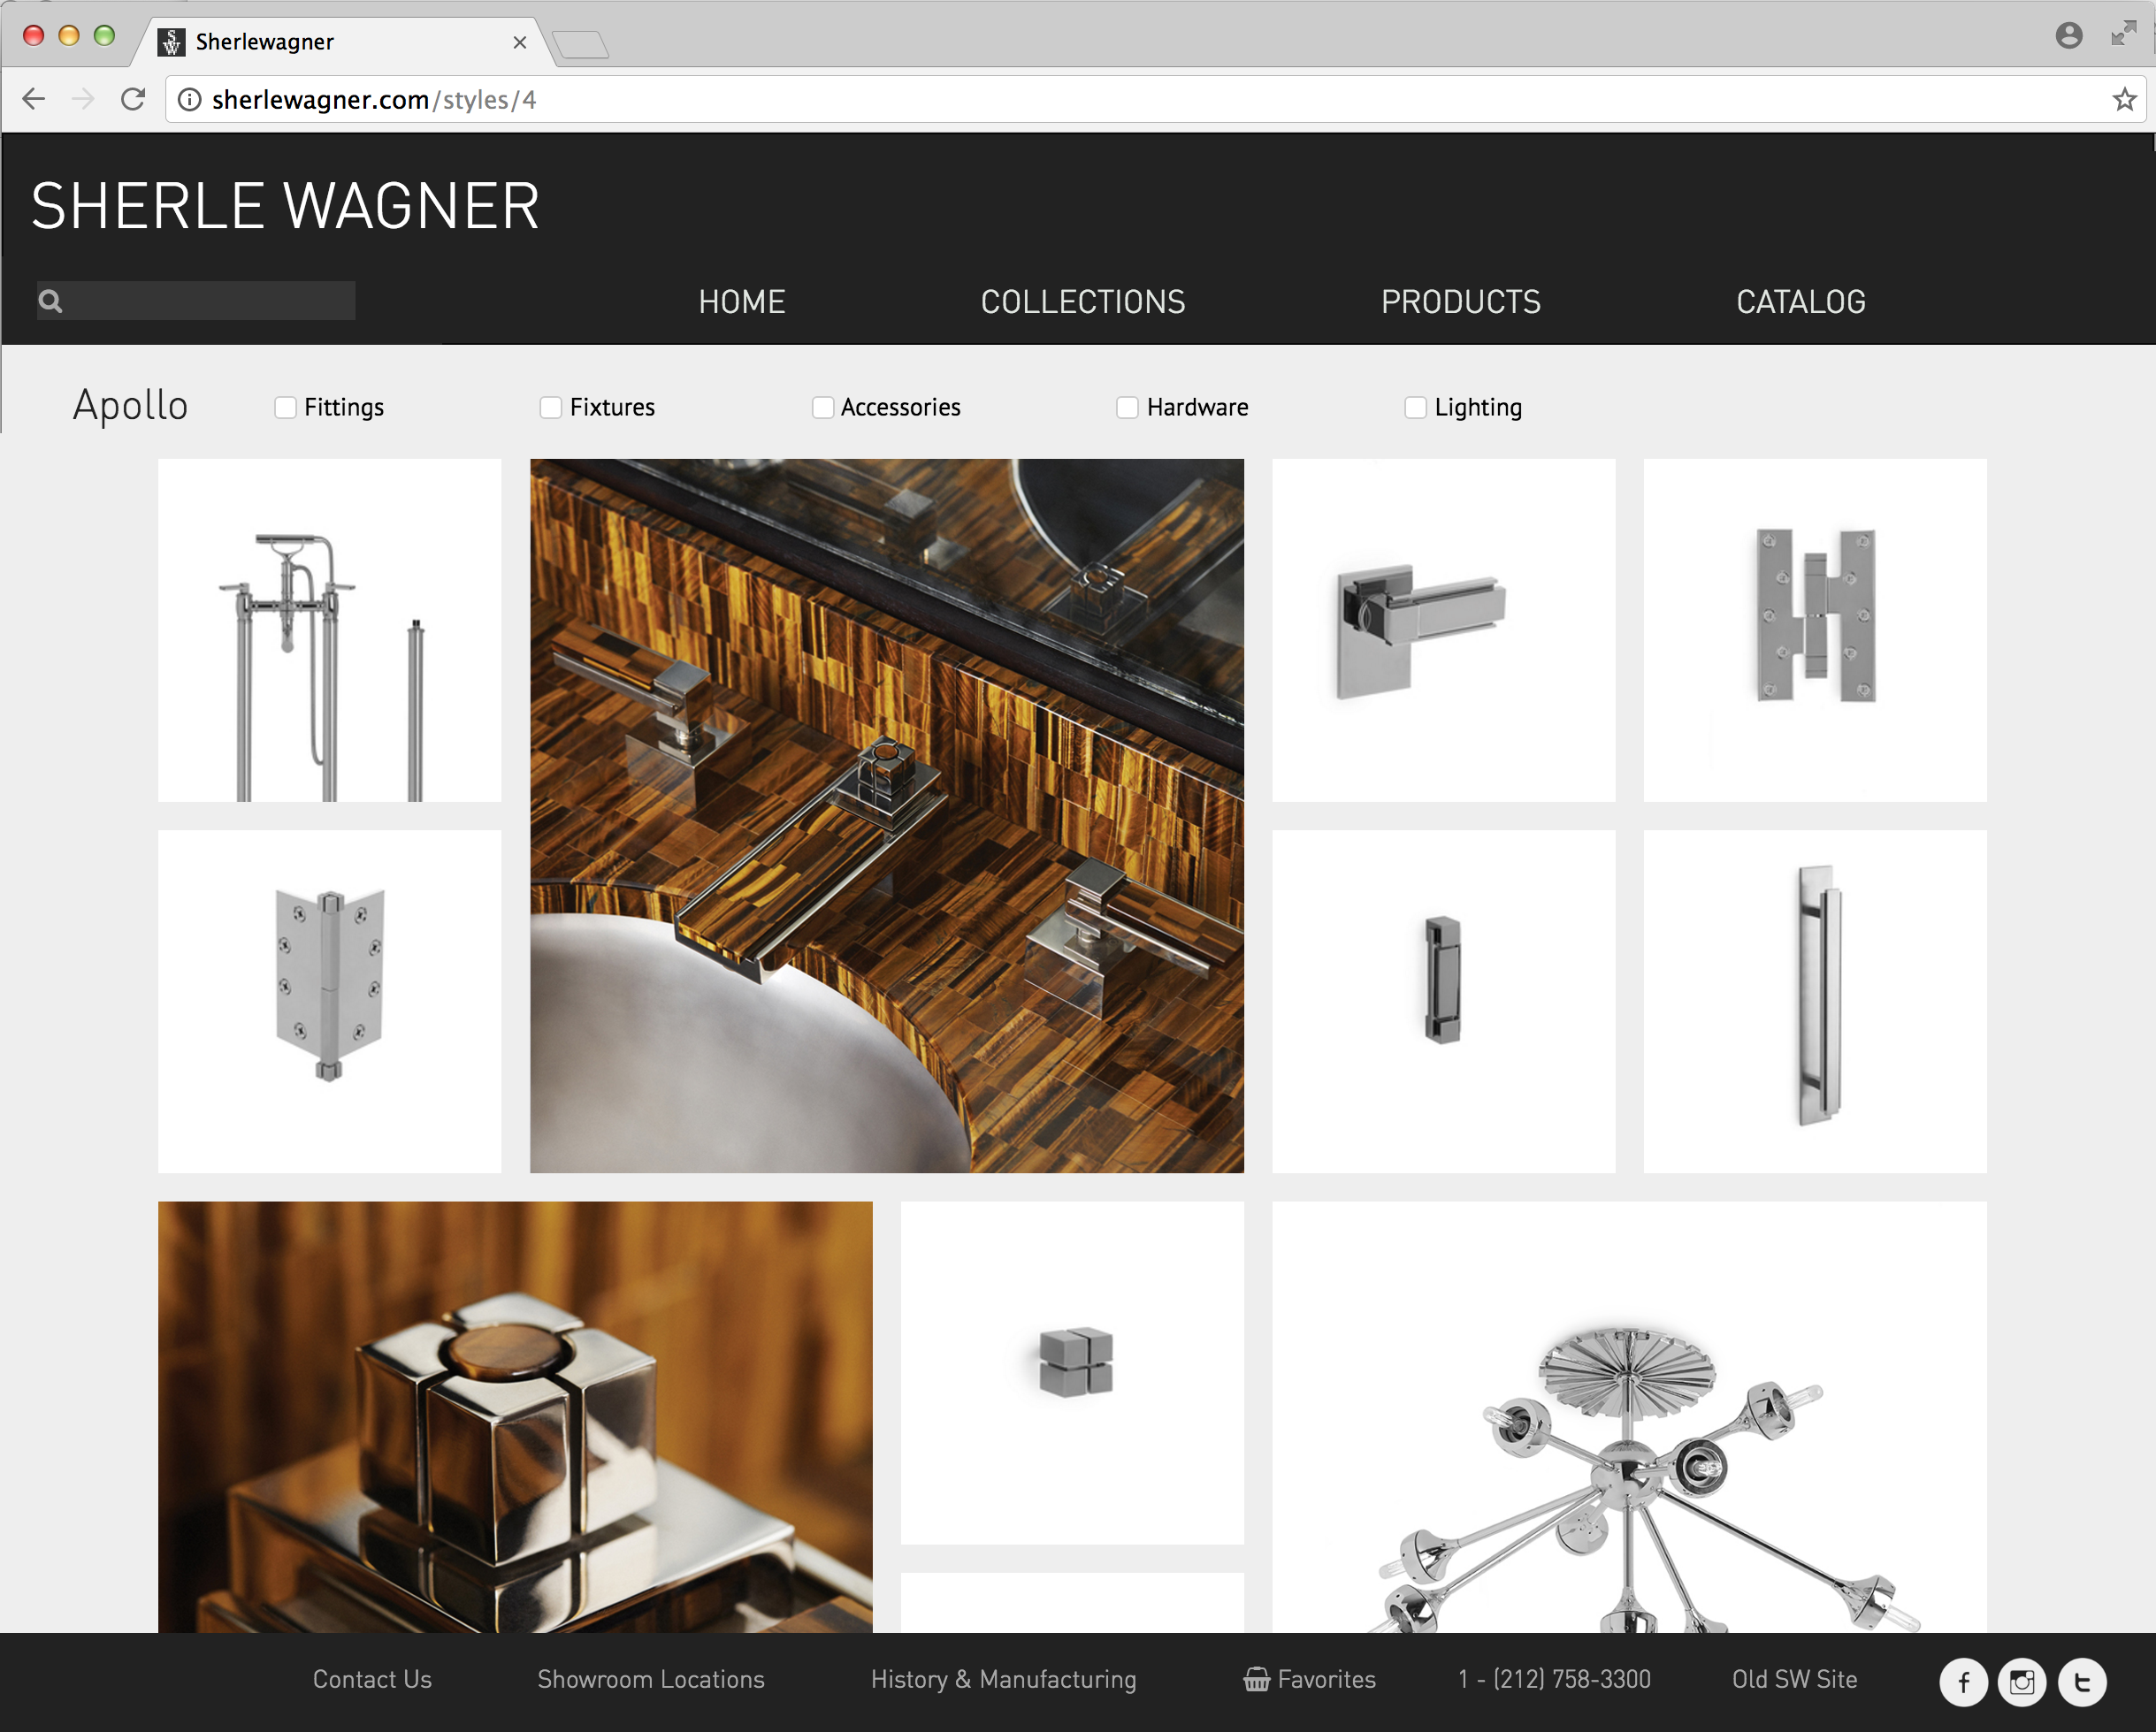 Sherlewagner
sherlewagner.com/styles/4
SHERLE WAGNER
HOME COLLECTIONS PRODUCTS CATALOG
Apollo Fittings Fixtures Accessories Hardware Lighting
Contact Us Showroom Locations History & Manufacturing Favorites 1 - (212) 758-3300 Old SW Site